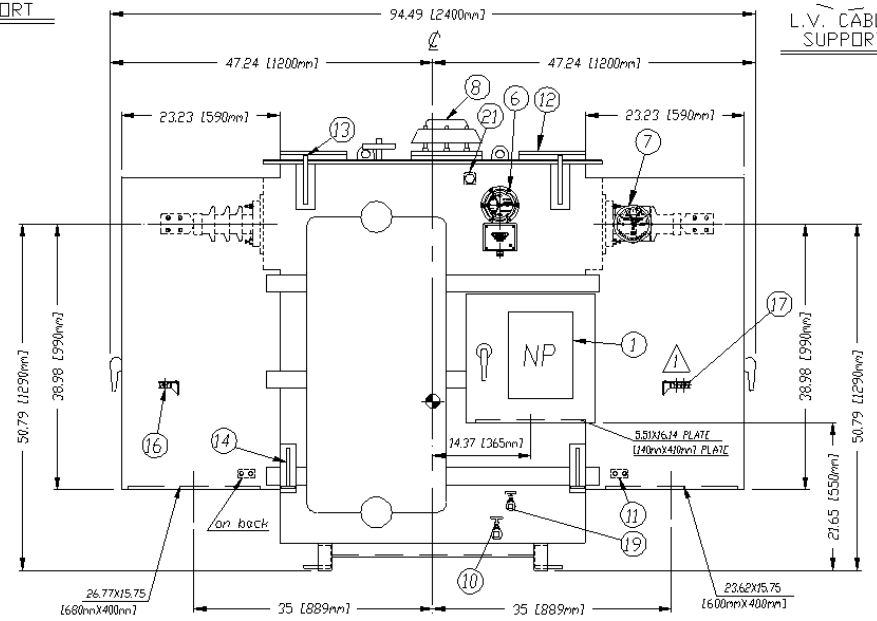 ORT
94.49 [2400mm]
L.V. CABL
SUPPORT
℄
47.24 [1200mm]
47.24 [1200mm]
23.23 [590mm]
23.23 [590mm]
8
6
21
12
13
7
17
1
NP
1
50.79 [1290mm]
38.98 [990mm]
38.98 [990mm]
50.79 [1290mm]
16
14
14.37 [365mm]
5.51X16.14 PLATE
[140mmX410mm] PLATE
21.65 [550mm]
on back
11
19
10
26.77X15.75
[680mmX400mm]
23.62X15.75
[600mmX400mm]
35 [889mm]
35 [889mm]